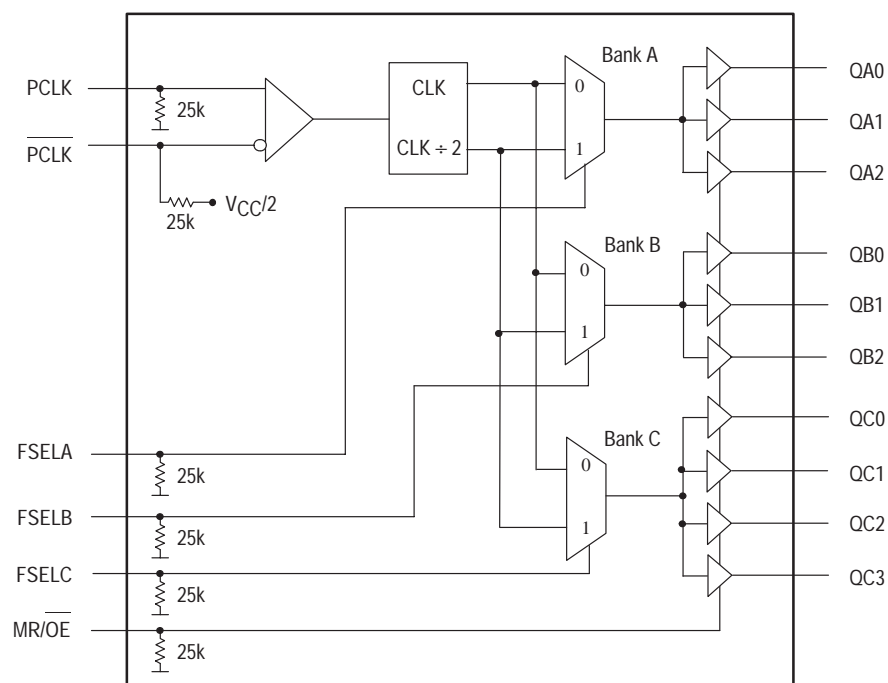 PCLK
25k
PCLK
25k
VCC/2
CLK
CLK ÷ 2
Bank A
0
1
QA0
QA1
QA2
Bank B
0
1
QB0
QB1
QB2
Bank C
0
1
QC0
QC1
QC2
QC3
FSELA
25k
FSELB
25k
FSELC
25k
MR/OE
25k